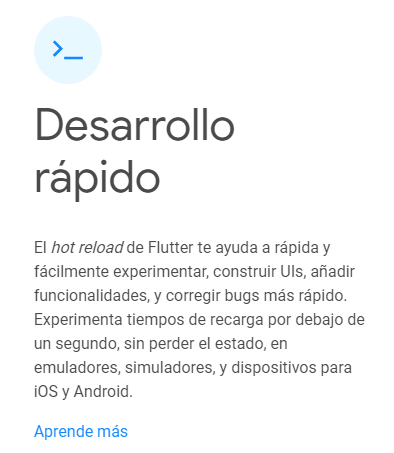 Desarrollo
rápido
El hot reload de Flutter te ayuda a rápida y
fácilmente experimentar, construir UIs, añadir
funcionalidades, y corregir bugs más rápido.
Experimenta tiempos de recarga por debajo de
un segundo, sin perder el estado, en
emuladores, simuladores, y dispositivos para
iOS y Android.
Aprende más